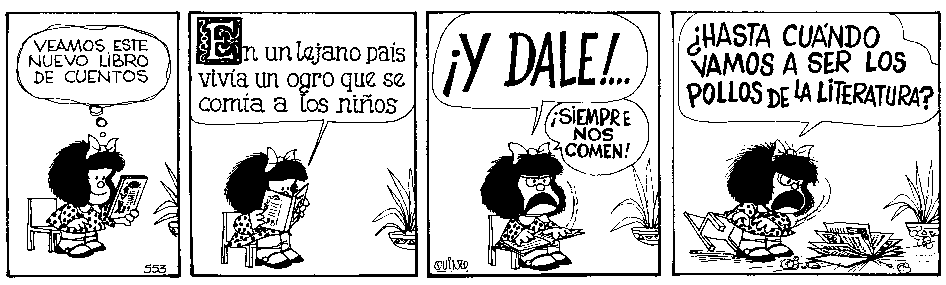 VEAMOS ESTE
NUEVO LIBRO
DE CUENTOS
553
En un lejano país
vivía un ogro que se
comía a los niños
¡Y DALE!...
¡SIEMPRE
NOS
COMEN!
QUINO
¿HASTA CUÁNDO
VAMOS A SER LOS
POLLOS DE LA LITERATURA?